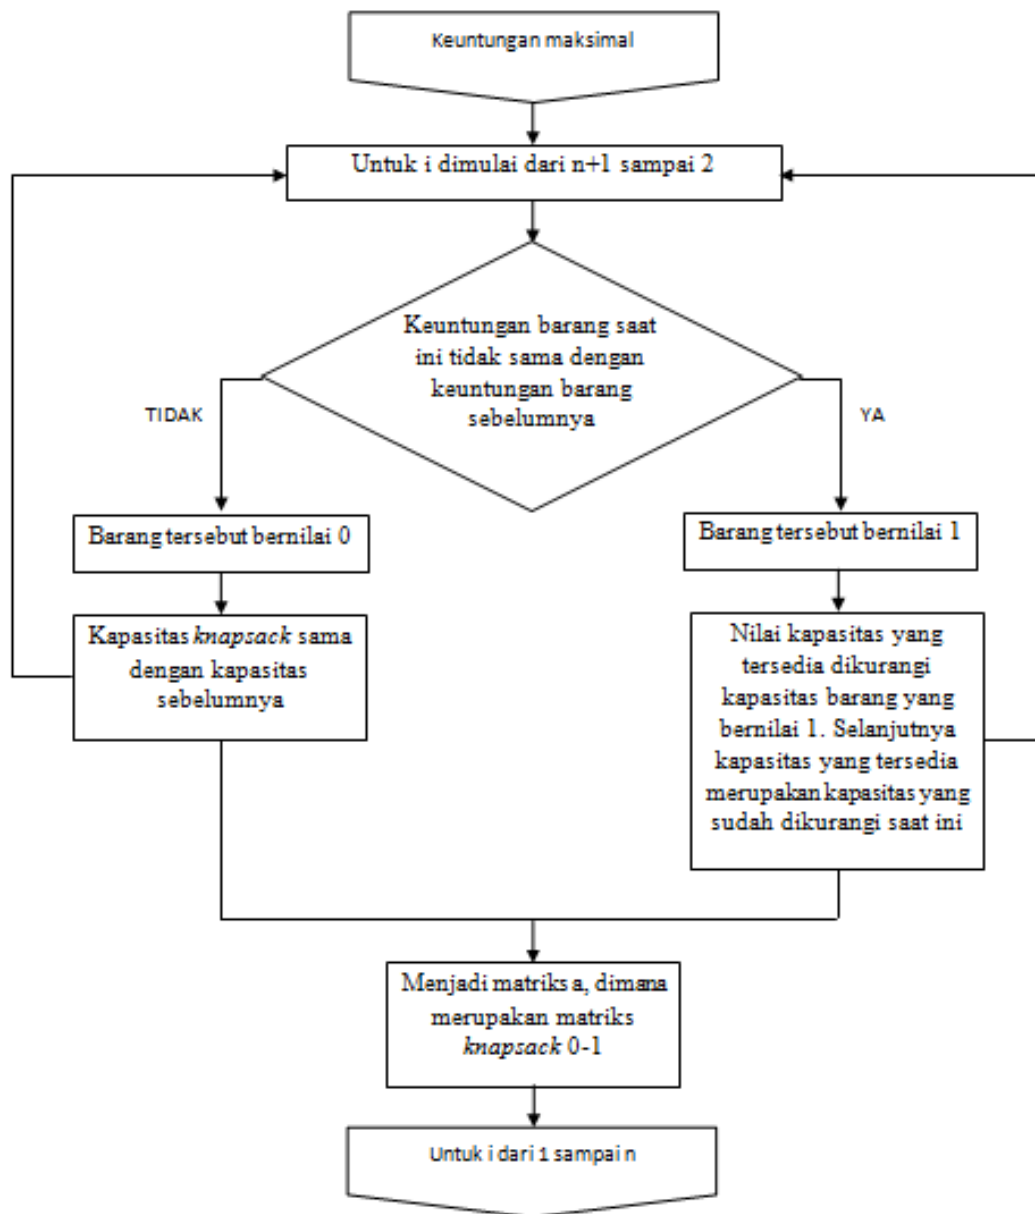 Keuntungan maksimal
Untuk i dimulai dari n+1 sampai 2
Keuntungan barang saat
ini tidak sama dengan
keuntungan barang
sebelumnya
TIDAK
YA
Barang tersebut bernilai 0
Barang tersebut bernilai 1
Kapasitas knapsack sama
dengan kapasitas
sebelumnya
Nilai kapasitas yang
tersedia dikurangi
kapasitas barang yang
bernilai 1. Selanjutnya
kapasitas yang tersedia
merupakan kapasitas yang
sudah dikurangi saat ini
Menjadi matriks a, dimana
merupakan matriks
knapsack 0-1
Untuk i dari 1 sampai n